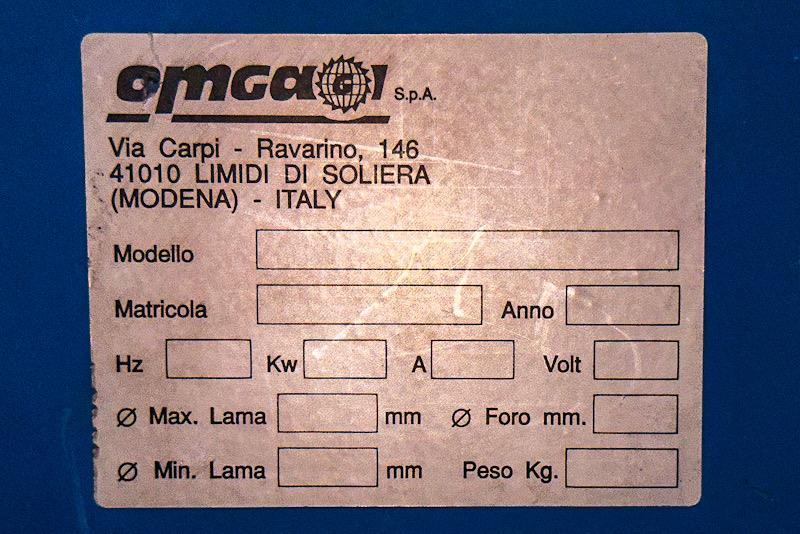 OMGA G S.p.A.
Via Carpi - Ravarino, 146
41010 LIMIDI DI SOLIERA
(MODENA) - ITALY
Modello
Matricola Anno
Hz Kw A Volt
Ø Max. Lama mm Ø Foro mm.
Ø Min. Lama mm Peso Kg.